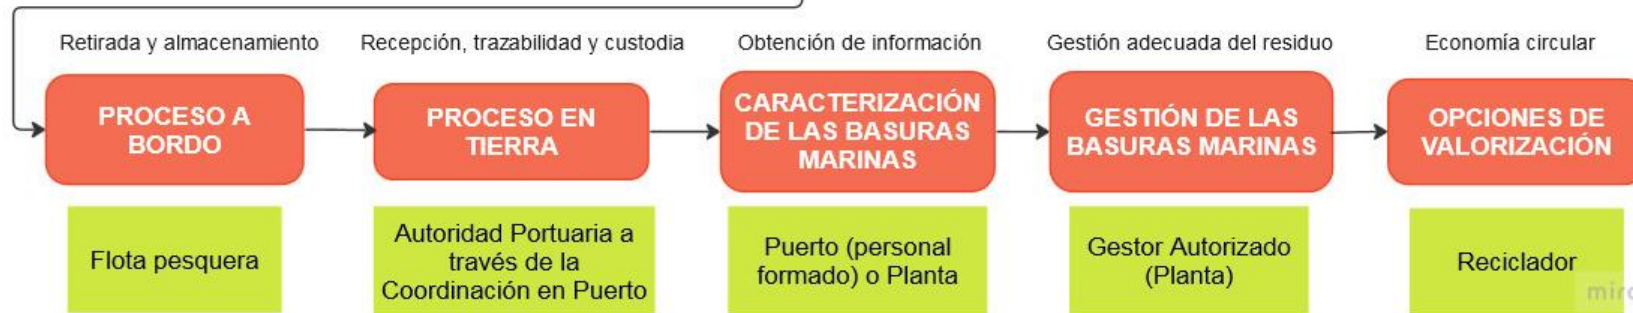 Retirada y almacenamiento
Recepción, trazabilidad y custodia
Obtención de información
Gestión adecuada del residuo
Economía circular
PROCESO A
BORDO
PROCESO EN
TIERRA
CARACTERIZACIÓN
DE LAS BASURAS
MARINAS
GESTIÓN DE LAS
BASURAS MARINAS
OPCIONES DE
VALORIZACIÓN
Flota pesquera
Autoridad Portuaria a
través de la
Coordinación en Puerto
Puerto (personal
formado) o Planta
Gestor Autorizado
(Planta)
Reciclador
miro